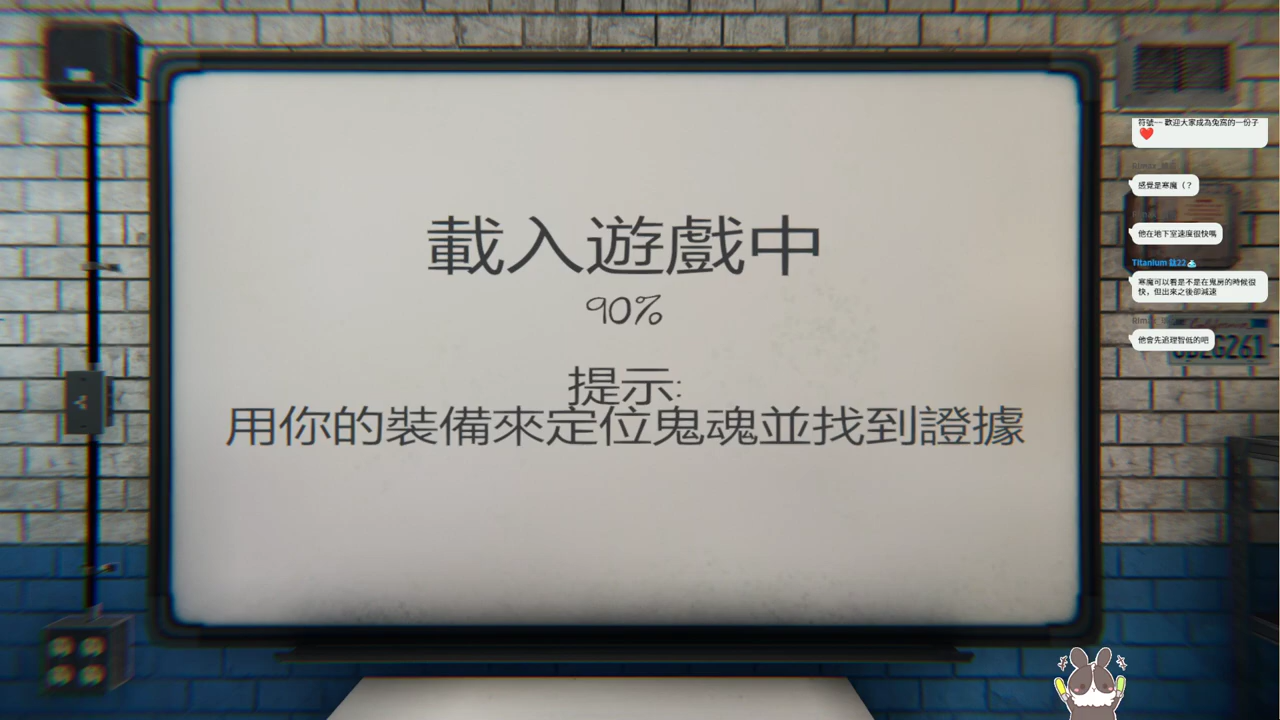 載入遊戲中
90%
提示:
用你的裝備來定位鬼魂並找到證據
符號~~ 歡迎大家成為兔窩的一份子
❤️
感覺是寒魔（？
他在地下室速度很快嗎
Titanium 鈦22
寒魔可以看是不是在鬼房的時候很
快，但出來之後卻減速
他會先追理智低的吧